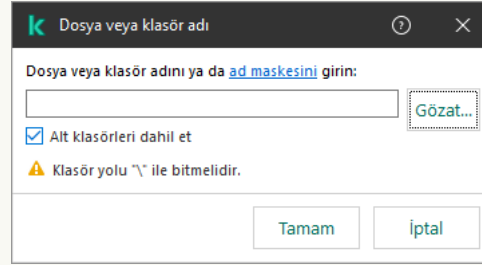 Dosya veya klasör adı
Dosya veya klasör adını ya da ad maskesini girin:
Gözat...
Alt klasörleri dahil et
Klasör yolu "\" ile bitmelidir.
Tamam
İptal